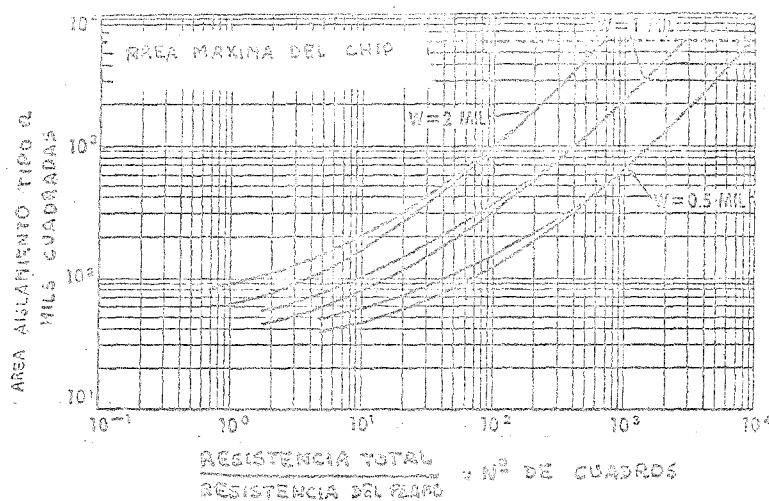 10⁴
AREA MAXIMA DEL CHIP
W=1 MIL
W=2 MIL
10³
W=0.5 MIL
10²
10¹
AREA AISLAMIENTO TIPO
MILS CUADRADAS
10⁻¹ 10⁰ 10¹ 10² 10³ 10⁴
RESISTENCIA TOTAL
RESISTENCIA DEL
Nº DE CUADROS